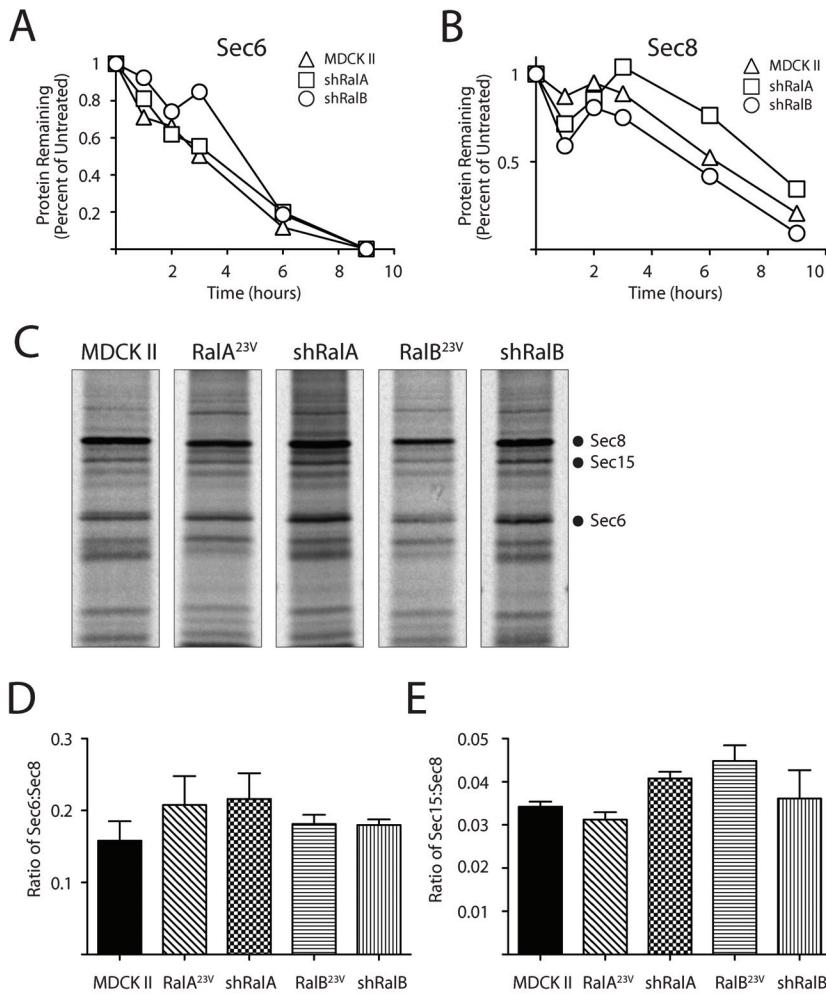 A
Sec6
MDCK II
shRalA
shRalB
Protein Remaining
(Percent of Untreated)
1
0.8
0.6
0.4
0.2
0
2
4
6
8
10
Time (hours)
B
Sec8
MDCK II
shRalA
shRalB
Protein Remaining
(Percent of Untreated)
1
0.5
0
2
4
6
8
10
Time (hours)
C
MDCK II
RalA²³ⱽ
shRalA
RalB²³ⱽ
shRalB
Sec8
Sec15
Sec6
D
Ratio of Sec6:Sec8
0.3
0.2
0.1
MDCK II
RalA²³ⱽ
shRalA
RalB²³ⱽ
shRalB
E
Ratio of Sec15:Sec8
0.05
0.04
0.03
0.02
0.01
MDCK II
RalA²³ⱽ
shRalA
RalB²³ⱽ
shRalB